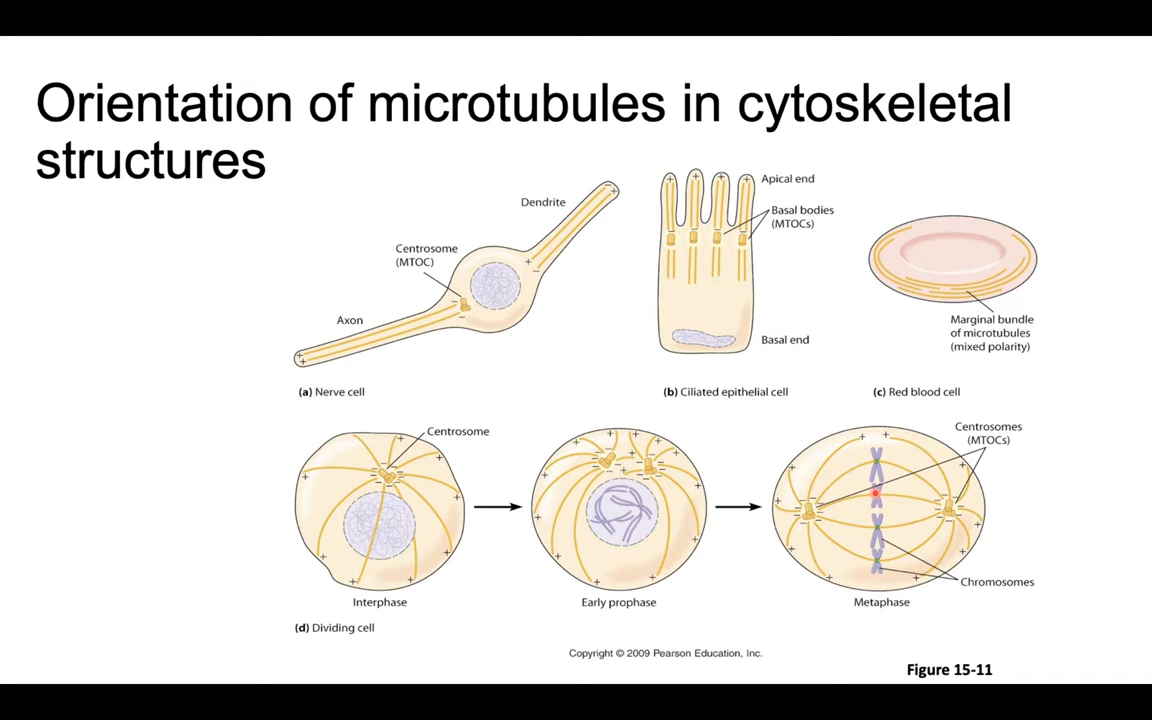 Orientation of microtubules in cytoskeletal
structures
Dendrite
Centrosome
(MTOC)
Axon
(a) Nerve cell
Apical end
Basal bodies
(MTOCs)
Basal end
(b) Ciliated epithelial cell
Marginal bundle
of microtubules
(mixed polarity)
(c) Red blood cell
Centrosome
Interphase
Early prophase
Centrosomes
(MTOCs)
Chromosomes
Metaphase
(d) Dividing cell
Copyright © 2009 Pearson Education, Inc.
Figure 15-11